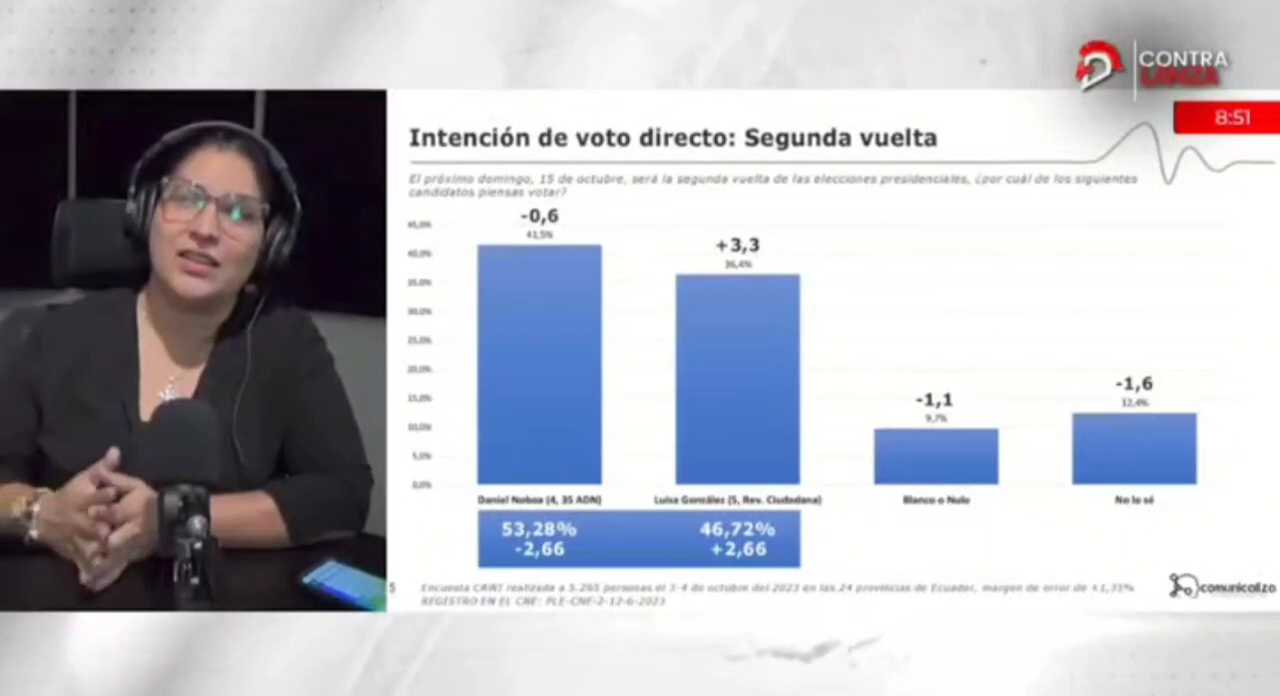 CONTRA
LANZA
8:51
Intención de voto directo: Segunda vuelta
El próximo domingo, 15 de octubre, será la segunda vuelta de las elecciones presidenciales, ¿por cuál de los siguientes
candidatos piensas votar?
45,0%
40,0%
35,0%
30,0%
25,0%
20,0%
15,0%
10,0%
5,0%
0,0%
-0,6
41,5%
+3,3
36,4%
-1,1
9,7%
-1,6
12,4%
Daniel Noboa (4, 35 ADN)
Luisa González (5, Rev. Ciudadana)
Blanco o Nulo
No lo sé
53,28%
-2,66
46,72%
+2,66
5
Encuesta CAWI realizada a 5.265 personas el 3-4 de octubre del 2023 en las 24 provincias de Ecuador, margen de error de ±1,35%
REGISTRO EN EL CNE: PLE-CNE-2-12-6-2023
comunicaliza